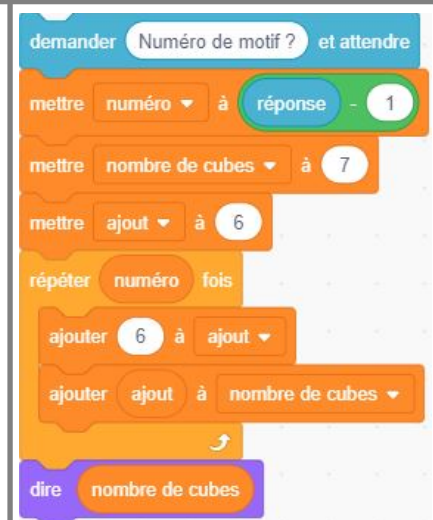 demander Numéro de motif ? et attendre
mettre numéro à réponse - 1
mettre nombre de cubes à 7
mettre ajout à 6
répéter numéro fois
ajouter 6 à ajout
ajouter ajout à nombre de cubes
dire nombre de cubes